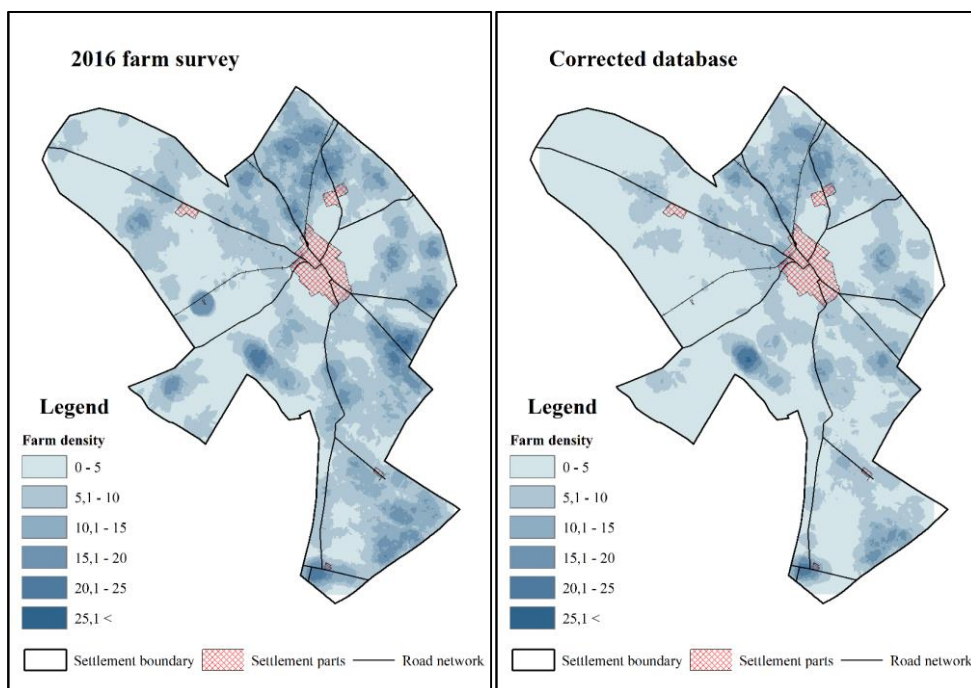 2016 farm survey
Legend
Farm density
0 - 5
5,1 - 10
10,1 - 15
15,1 - 20
20,1 - 25
25,1 <
Settlement boundary
Settlement parts
Road network
Corrected database
Legend
Farm density
0 - 5
5,1 - 10
10,1 - 15
15,1 - 20
20,1 - 25
25,1 <
Settlement boundary
Settlement parts
Road network